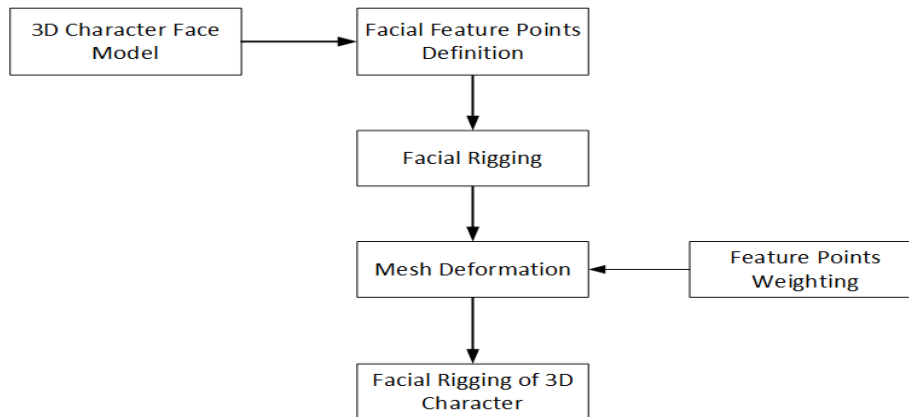 3D Character Face
Model
Facial Feature Points
Definition
Facial Rigging
Mesh Deformation
Feature Points
Weighting
Facial Rigging of 3D
Character